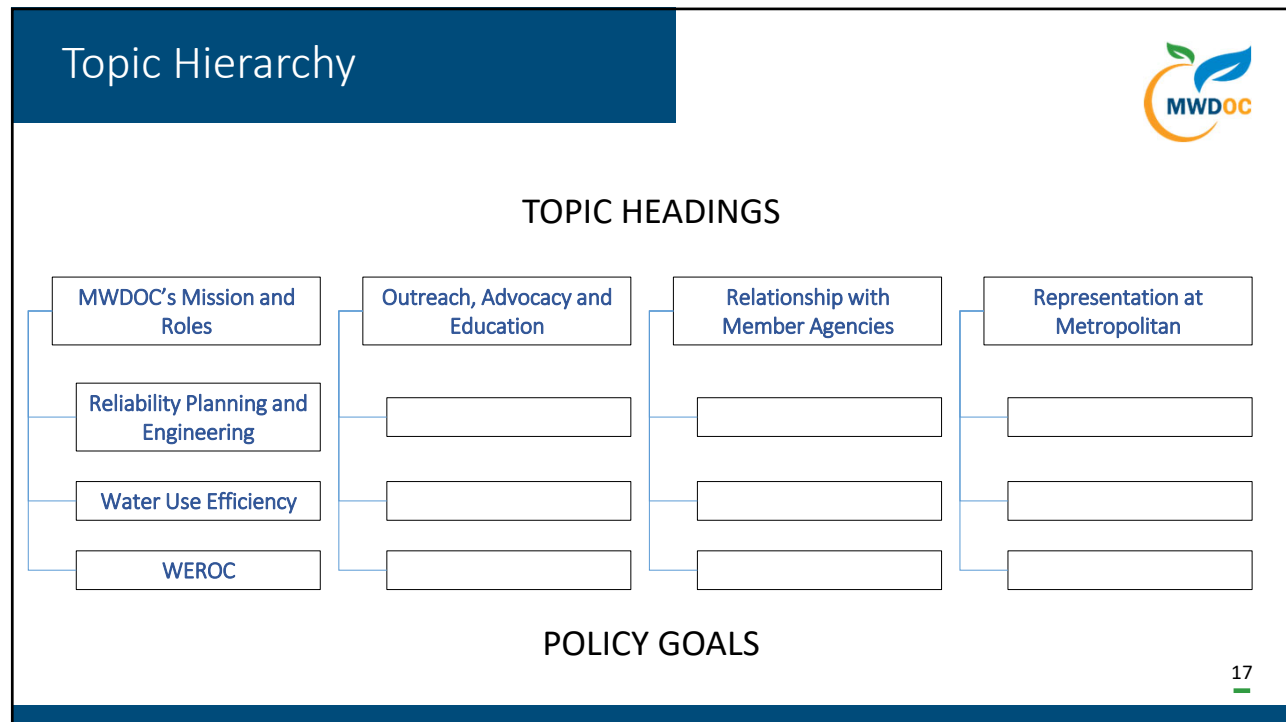 Topic Hierarchy
MWDOC
TOPIC HEADINGS
MWDOC's Mission and
Roles
Outreach, Advocacy and
Education
Relationship with
Member Agencies
Representation at
Metropolitan
Reliability Planning and
Engineering
Water Use Efficiency
WEROC
POLICY GOALS
17